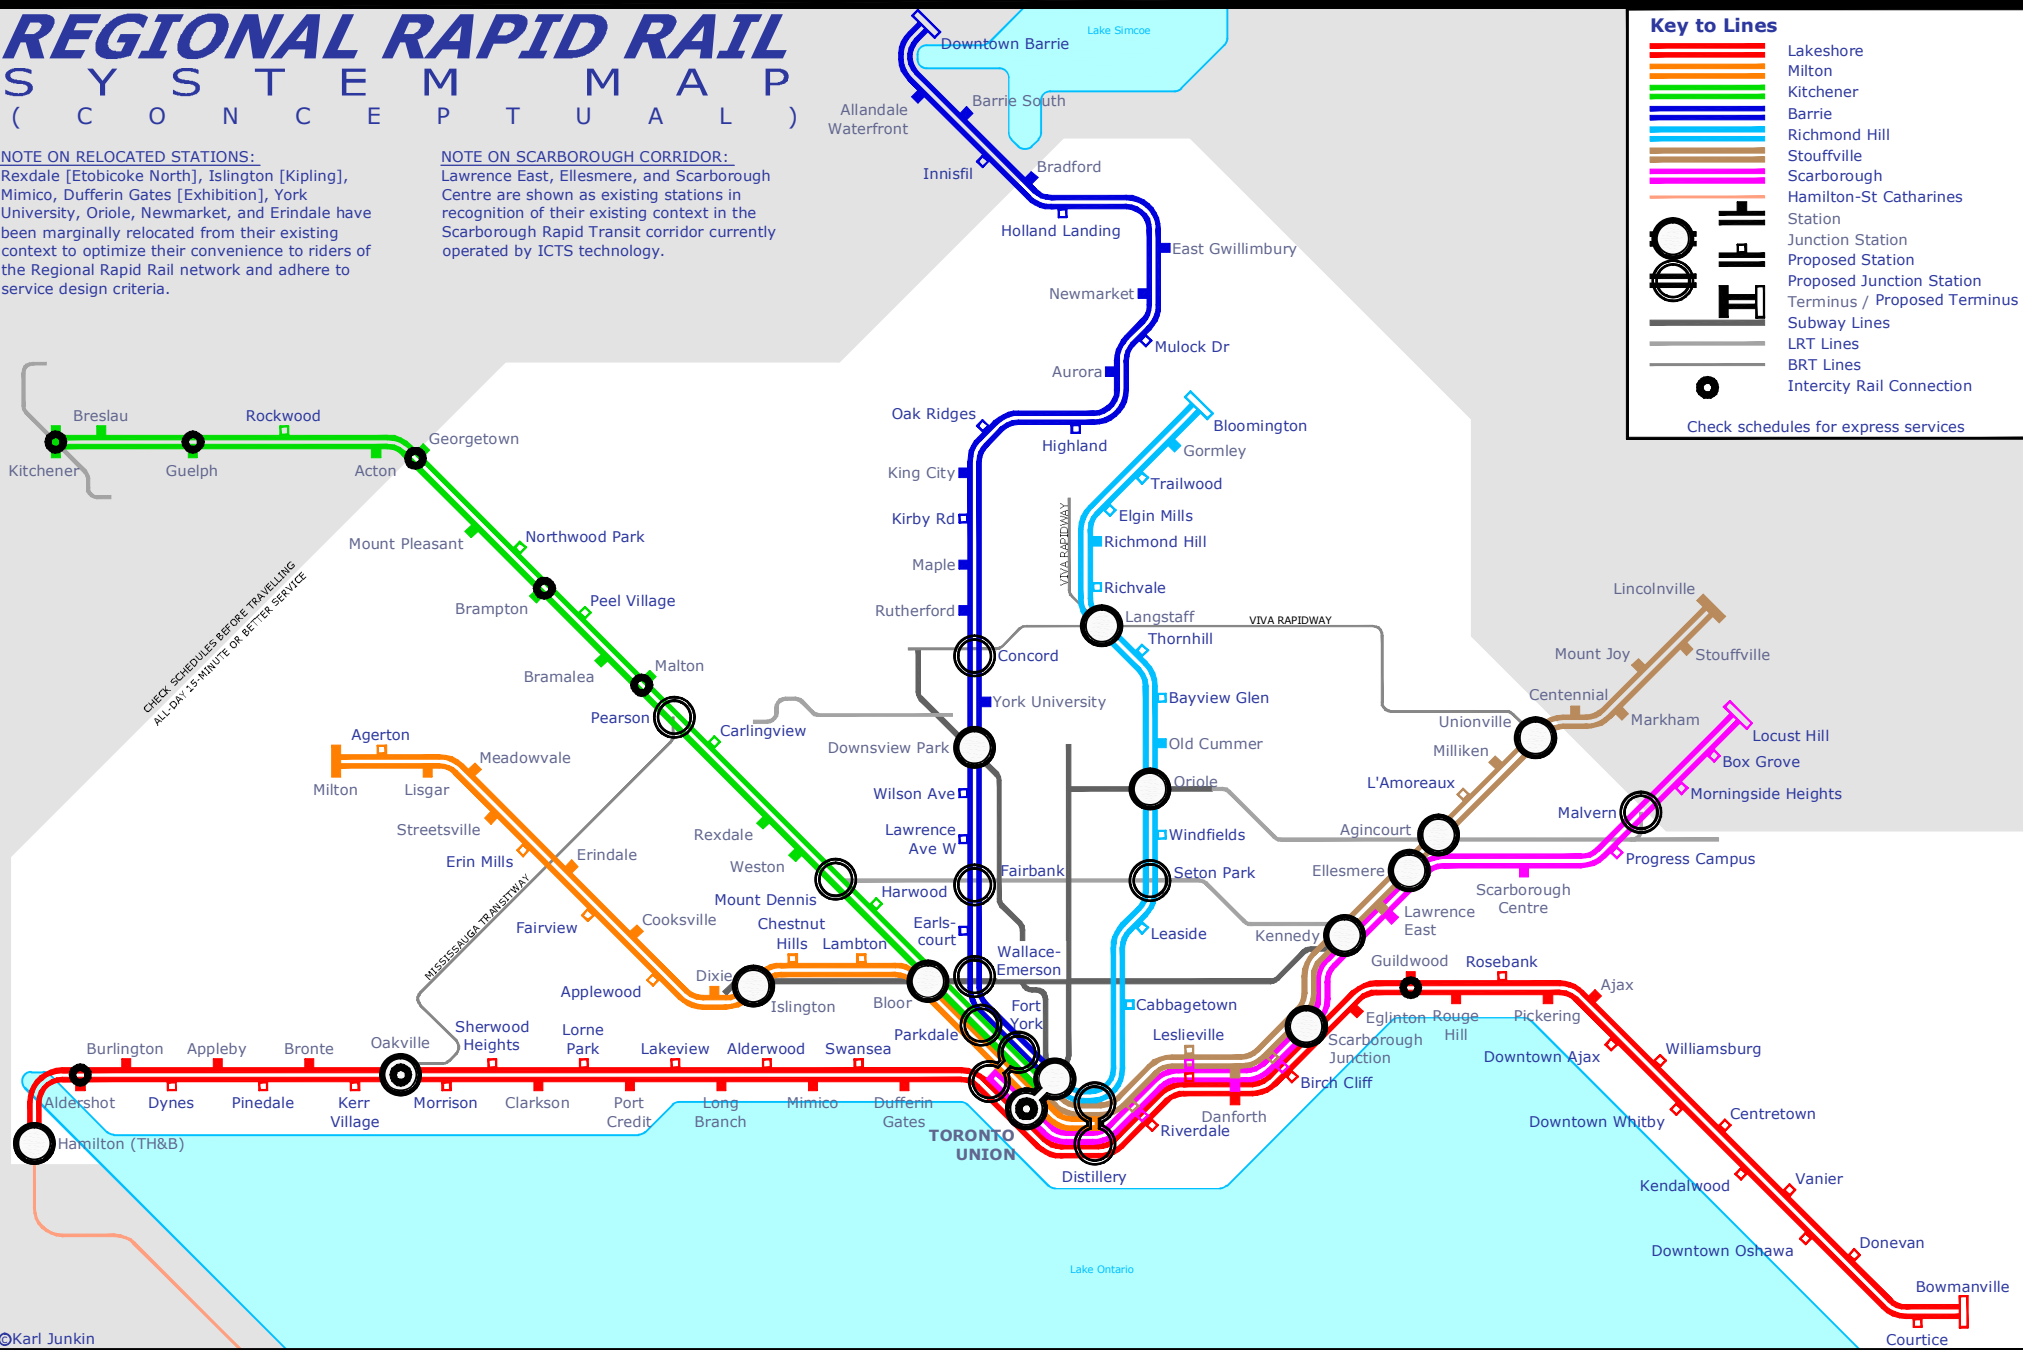 REGIONAL RAPID RAIL
SYSTEM MAP
(CONCEPTUAL)
NOTE ON RELOCATED STATIONS:
Rexdale [Etobicoke North], Islington [Kipling],
Mimico, Dufferin Gates [Exhibition], York
University, Oriole, Newmarket, and Erindale have
been marginally relocated from their existing
context to optimize their convenience to riders of
the Regional Rapid Rail network and adhere to
service design criteria.
NOTE ON SCARBOROUGH CORRIDOR:
Lawrence East, Ellesmere, and Scarborough
Centre are shown as existing stations in
recognition of their existing context in the
Scarborough Rapid Transit corridor currently
operated by ICTS technology.
Key to Lines
Lakeshore
Milton
Kitchener
Barrie
Richmond Hill
Stouffville
Scarborough
Hamilton-St Catharines
Station
Junction Station
Proposed Station
Proposed Junction Station
Terminus / Proposed Terminus
Subway Lines
LRT Lines
BRT Lines
Intercity Rail Connection
Check schedules for express services
Lake Simcoe
Downtown Barrie
Barrie South
Allandale
Waterfront
Innisfil
Bradford
Holland Landing
East Gwillimbury
Newmarket
Mulock Dr
Aurora
Oak Ridges
Highland
King City
Kirby Rd
Maple
Rutherford
Concord
York University
Downsview Park
Wilson Ave
Lawrence
Ave W
Fairbank
Earls-
court
Wallace-
Emerson
Fort
York
Parkdale
Bloomington
Gormley
Trailwood
Elgin Mills
Richmond Hill
Richvale
VIVA RAPIDWAY
Langstaff
VIVA RAPIDWAY
Thornhill
Bayview Glen
Old Cummer
Oriole
Windfields
Seton Park
Leaside
Cabbagetown
Breslau
Rockwood
Kitchener
Guelph
Acton
Georgetown
Mount Pleasant
Northwood Park
Brampton
Peel Village
Bramalea
Malton
Pearson
Carlingview
Rexdale
Weston
Mount Dennis
Harwood
Bloor
CHECK SCHEDULES BEFORE TRAVELLING
ALL-DAY 15-MINUTE OR BETTER SERVICE
Agerton
Milton
Lisgar
Meadowvale
Streetsville
Erin Mills
Erindale
MISSISSAUGA TRANSITWAY
Fairview
Cooksville
Applewood
Dixie
Islington
Chestnut
Hills
Lambton
Lincolnville
Stouffville
Mount Joy
Markham
Centennial
Unionville
Milliken
L'Amoreaux
Agincourt
Ellesmere
Lawrence
East
Kennedy
Scarborough
Junction
Locust Hill
Box Grove
Morningside Heights
Malvern
Progress Campus
Scarborough
Centre
Hamilton (TH&B)
Aldershot
Burlington
Dynes
Appleby
Pinedale
Bronte
Kerr
Village
Oakville
Morrison
Sherwood
Heights
Clarkson
Lorne
Park
Port
Credit
Lakeview
Long
Branch
Alderwood
Mimico
Swansea
Dufferin
Gates
TORONTO
UNION
Distillery
Riverdale
Leslieville
Danforth
Birch Cliff
Eglinton
Guildwood
Rouge
Hill
Rosebank
Pickering
Ajax
Downtown Ajax
Williamsburg
Downtown Whitby
Centretown
Kendalwood
Vanier
Downtown Oshawa
Donevan
Bowmanville
Courtice
Lake Ontario
©Karl Junkin